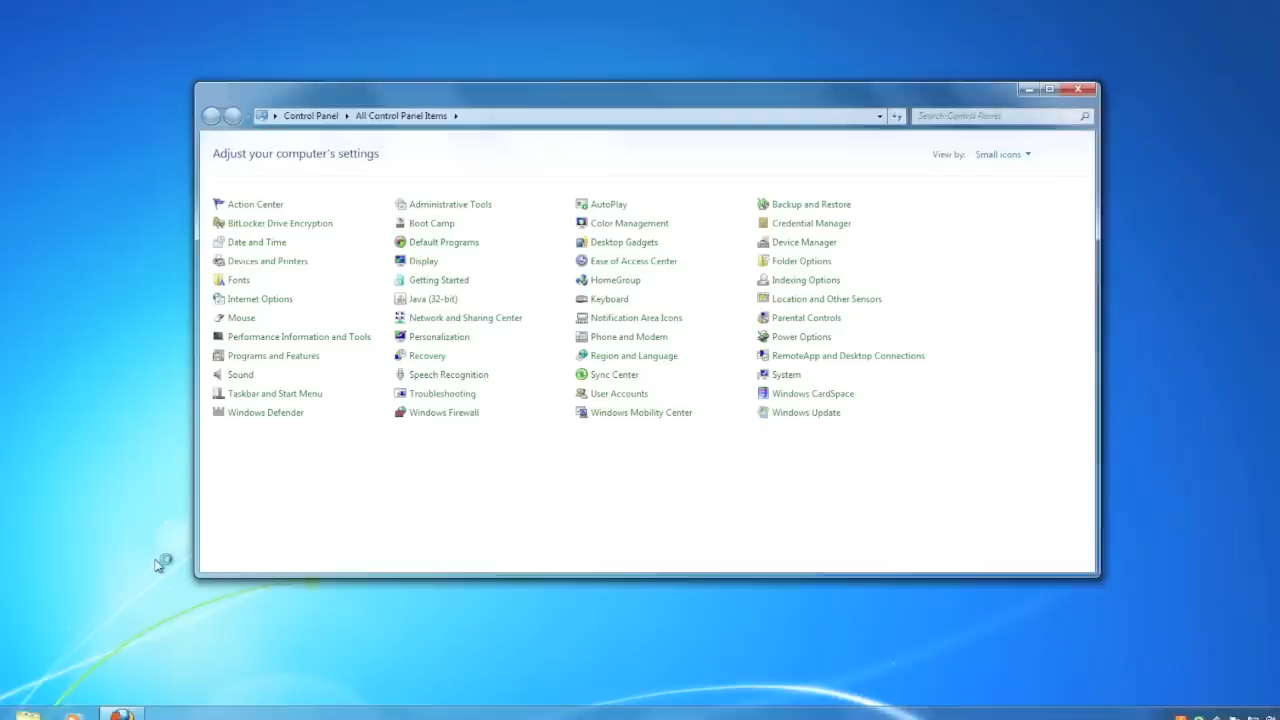 Control Panel All Control Panel Items Search Control Panel
Adjust your computer's settings View by: Small icons
Action Center Administrative Tools AutoPlay Backup and Restore
BitLocker Drive Encryption Boot Camp Color Management Credential Manager
Date and Time Default Programs Desktop Gadgets Device Manager
Devices and Printers Display Ease of Access Center Folder Options
Fonts Getting Started HomeGroup Indexing Options
Internet Options Java (32-bit) Keyboard Location and Other Sensors
Mouse Network and Sharing Center Notification Area Icons Parental Controls
Performance Information and Tools Personalization Phone and Modem Power Options
Programs and Features Recovery Region and Language RemoteApp and Desktop Connections
Sound Speech Recognition Sync Center System
Taskbar and Start Menu Troubleshooting User Accounts Windows CardSpace
Windows Defender Windows Firewall Windows Mobility Center Windows Update